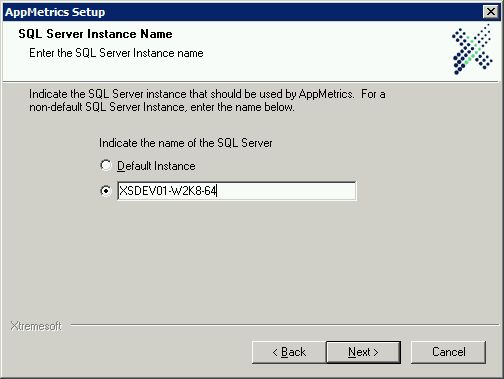 AppMetrics Setup
SQL Server Instance Name
Enter the SQL Server Instance name
Indicate the SQL Server instance that should be used by AppMetrics. For a
non-default SQL Server Instance, enter the name below.
Indicate the name of the SQL Server
Default Instance
XSDEV01-W2K8-64
Xtremesoft
< Back
Next >
Cancel